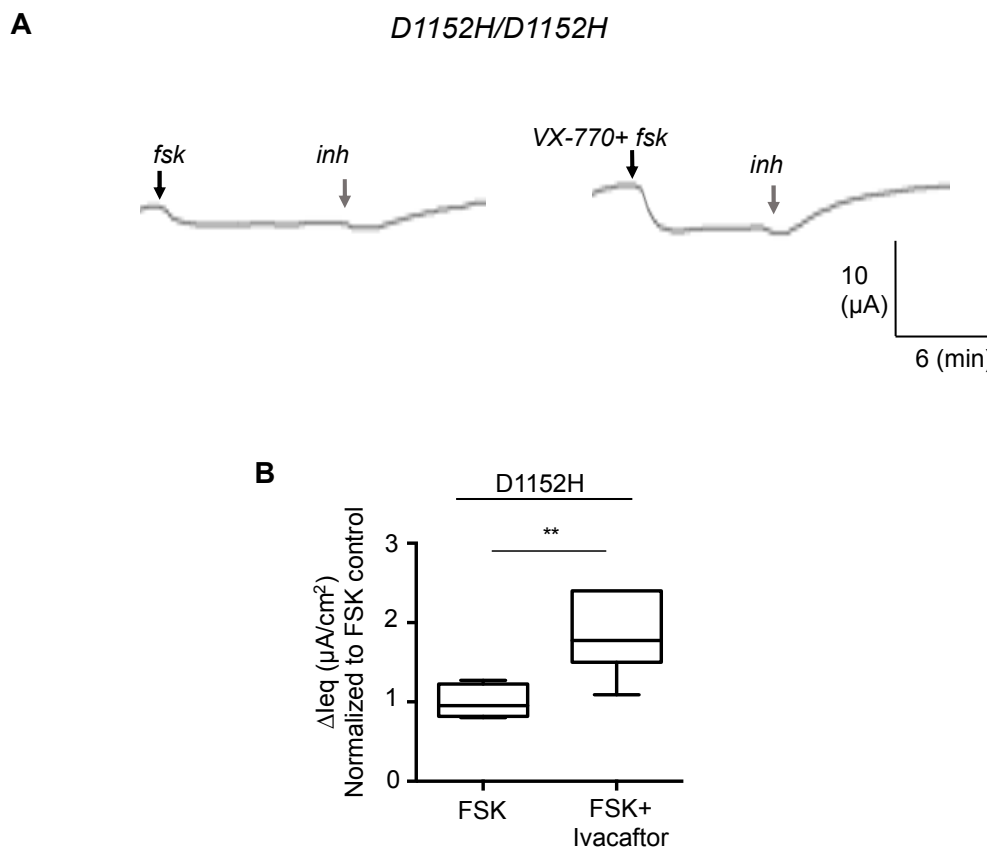 A
D1152H/D1152H
fsk
inh
VX-770+ fsk
inh
10
(µA)
6 (min)
B
D1152H
**
ΔIeq (µA/cm²)
Normalized to FSK control
3
2
1
0
FSK
FSK+
Ivacaftor